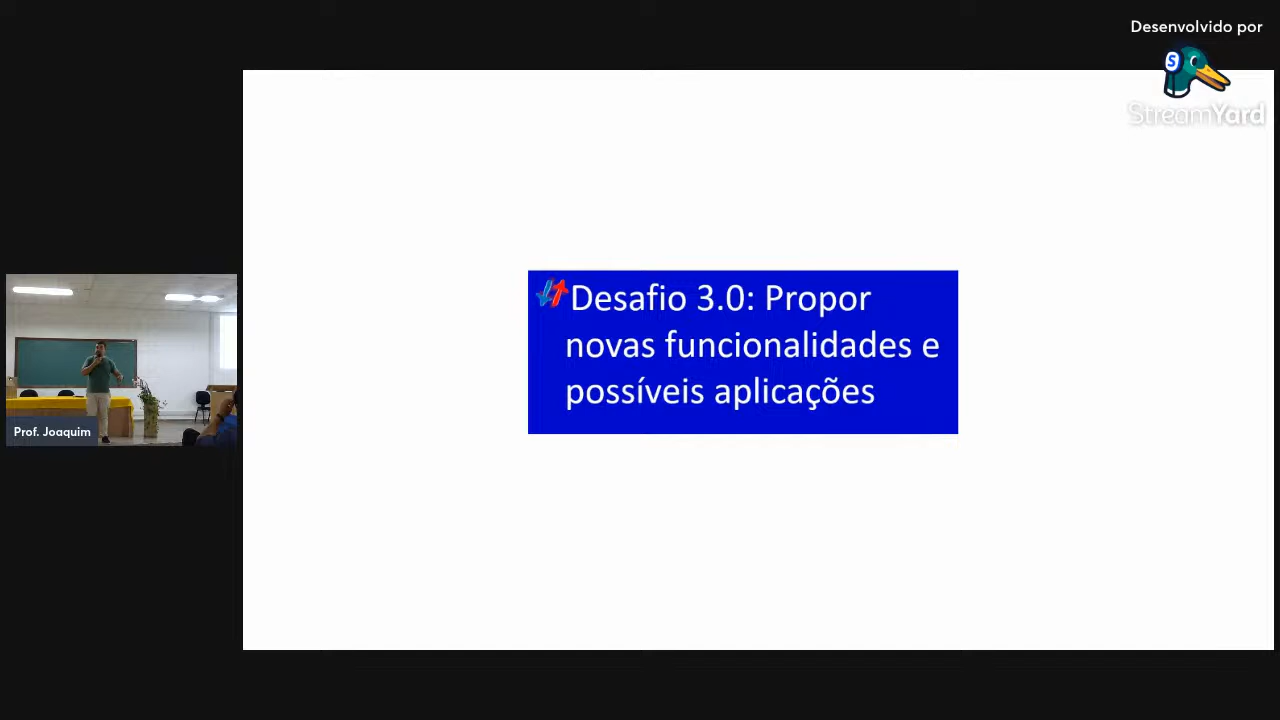 Desenvolvido por
StreamYard
Desafio 3.0: Propor
novas funcionalidades e
possíveis aplicações
Prof. Joaquim